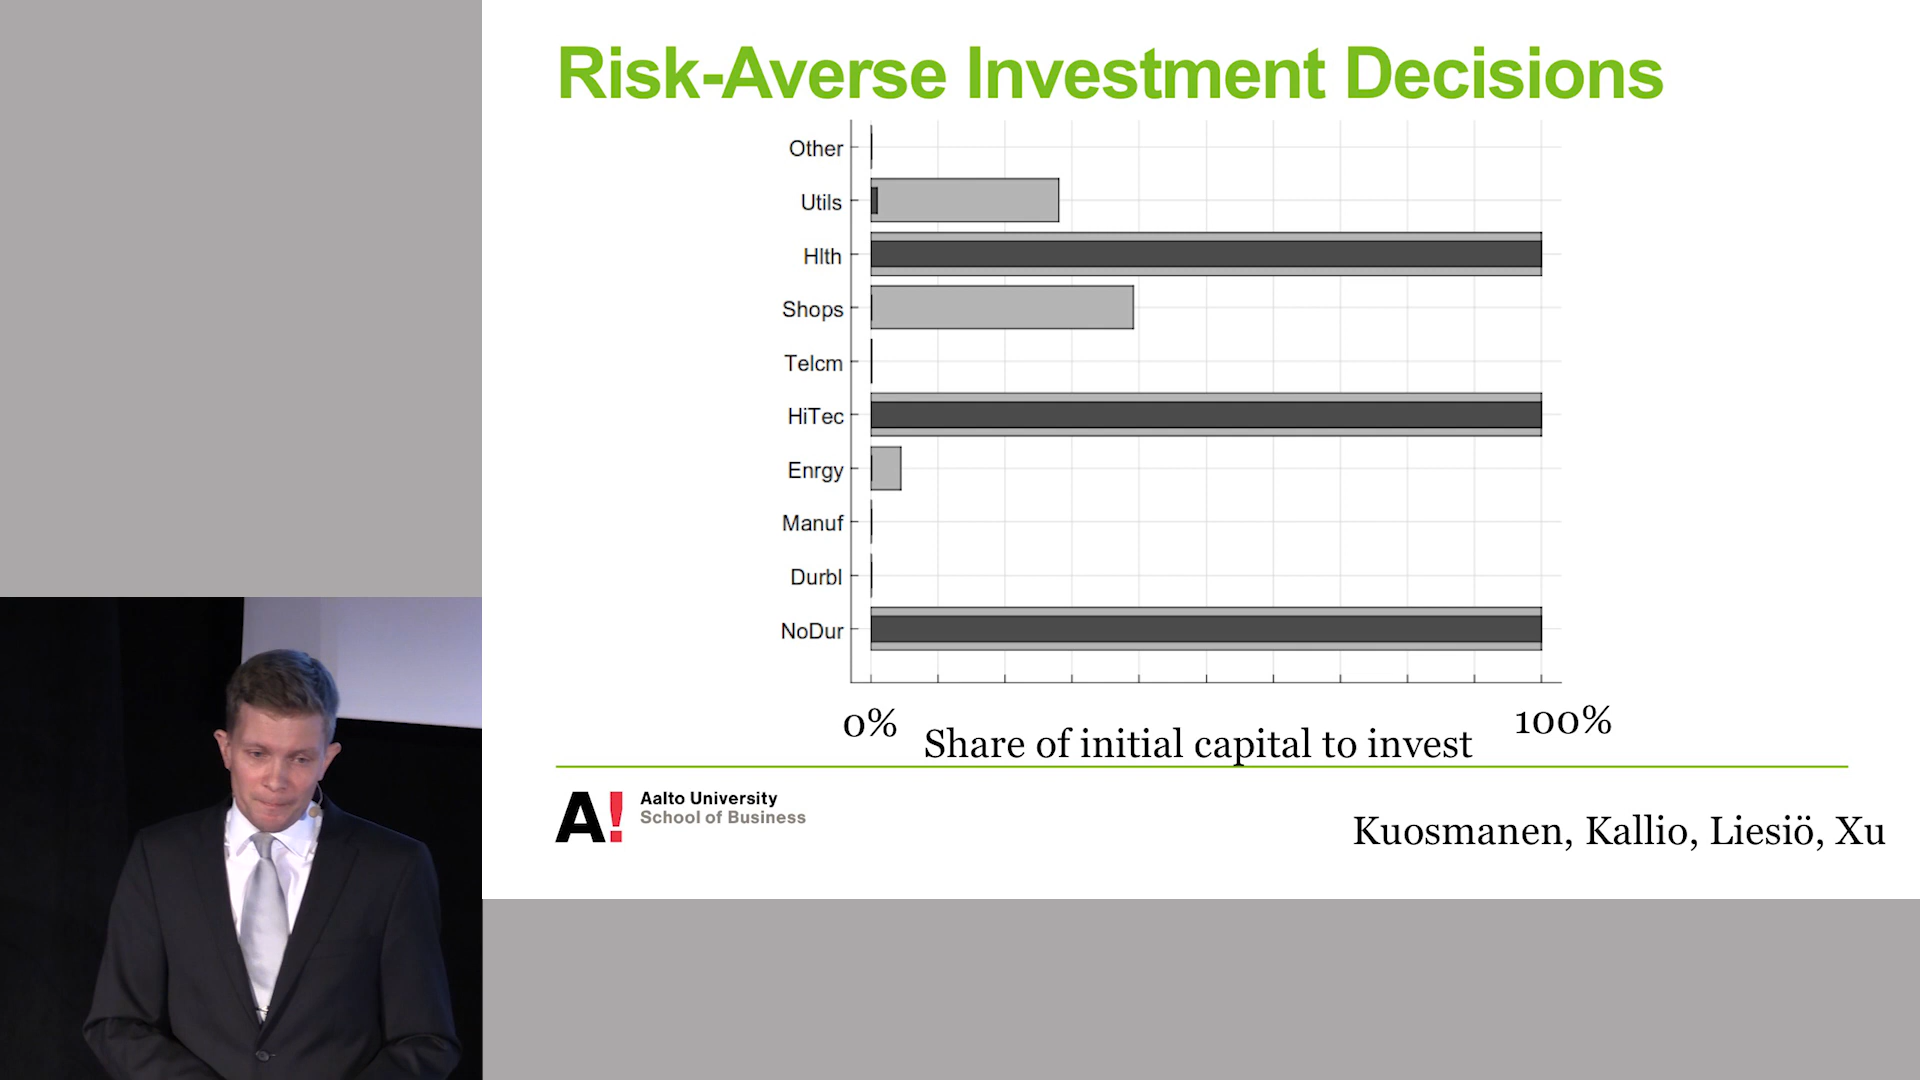 Risk-Averse Investment Decisions
Other
Utils
Hlth
Shops
Telcm
HiTec
Enrgy
Manuf
Durbl
NoDur
0%
100%
Share of initial capital to invest
A!
Aalto University
School of Business
Kuosmanen, Kallio, Liesiö, Xu